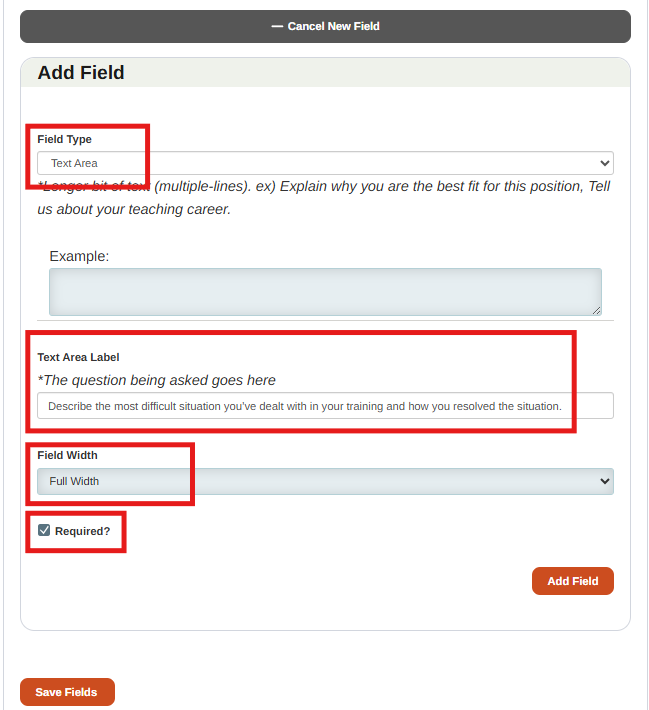 — Cancel New Field
Add Field
Field Type
Text Area
*Longer bit of text (multiple-lines). ex) Explain why you are the best fit for this position, Tell
us about your teaching career.
Example:
Text Area Label
*The question being asked goes here
Describe the most difficult situation you've dealt with in your training and how you resolved the situation.
Field Width
Full Width
Required?
Add Field
Save Fields